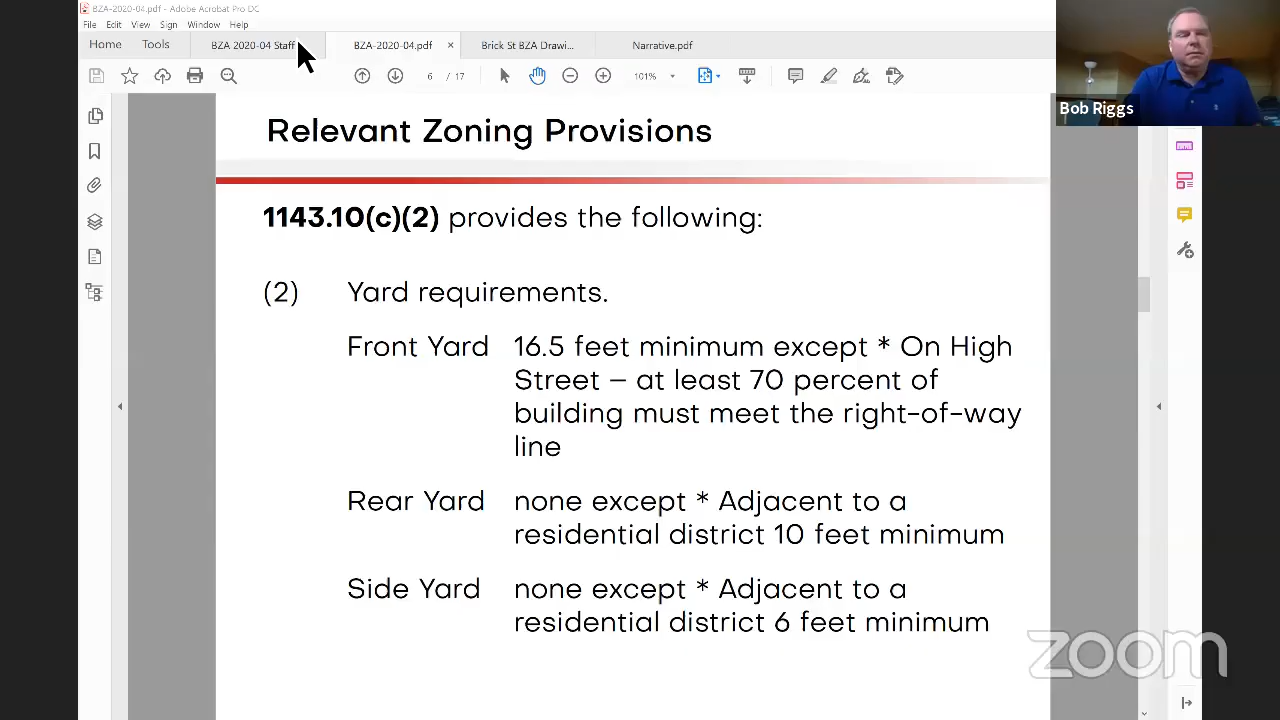 BZA-2020-04.pdf - Adobe Acrobat Pro DC
File Edit View Sign Window Help
Home Tools BZA 2020-04 Staff BZA-2020-04.pdf × Brick St BZA Drawi... Narrative.pdf
6 / 17 101%
Bob Riggs
Relevant Zoning Provisions
1143.10(c)(2) provides the following:
(2) Yard requirements.
Front Yard 16.5 feet minimum except * On High
Street – at least 70 percent of
building must meet the right-of-way
line
Rear Yard none except * Adjacent to a
residential district 10 feet minimum
Side Yard none except * Adjacent to a
residential district 6 feet minimum
zoom